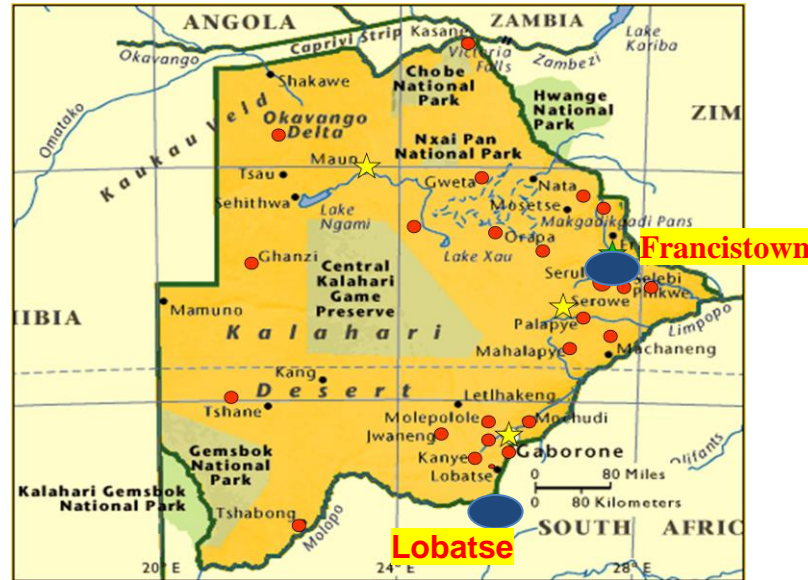 ANGOLA
ZAMBIA
Caprivi Strip
Kasane
Lake
Kariba
Okavango
Victoria
Falls
Zambezi
Shakawe
Chobe
National
Park
Hwange
National
Park
ZIM
Omatako
Kaukau Veld
Okavango
Delta
Nxai Pan
National Park
Maun
Tsau
Gweta
Nata
Sehithwa
Mosetse
Lake
Ngami
Makgadikgadi Pans
Orapa
Lake Xau
Francistown
Ghanzi
Central
Kalahari
Game
Preserve
Serul
Selebi
Phikwe
Mamuno
Serowe
IBIA
Kalahari
Palapye
Limpopo
Mahalapye
Machaneng
Kang
Desert
Letlhakeng
Tshane
Molepolole
Mochudi
Jwaneng
Gemsbok
National
Park
Gaborone
Kanye
Olifants
Lobatse
0 80 Miles
0 80 Kilometers
Kalahari Gemsbok
National Park
Tshabong
Molopo
SOUTH AFRIC
Lobatse
20° E
24°
28°